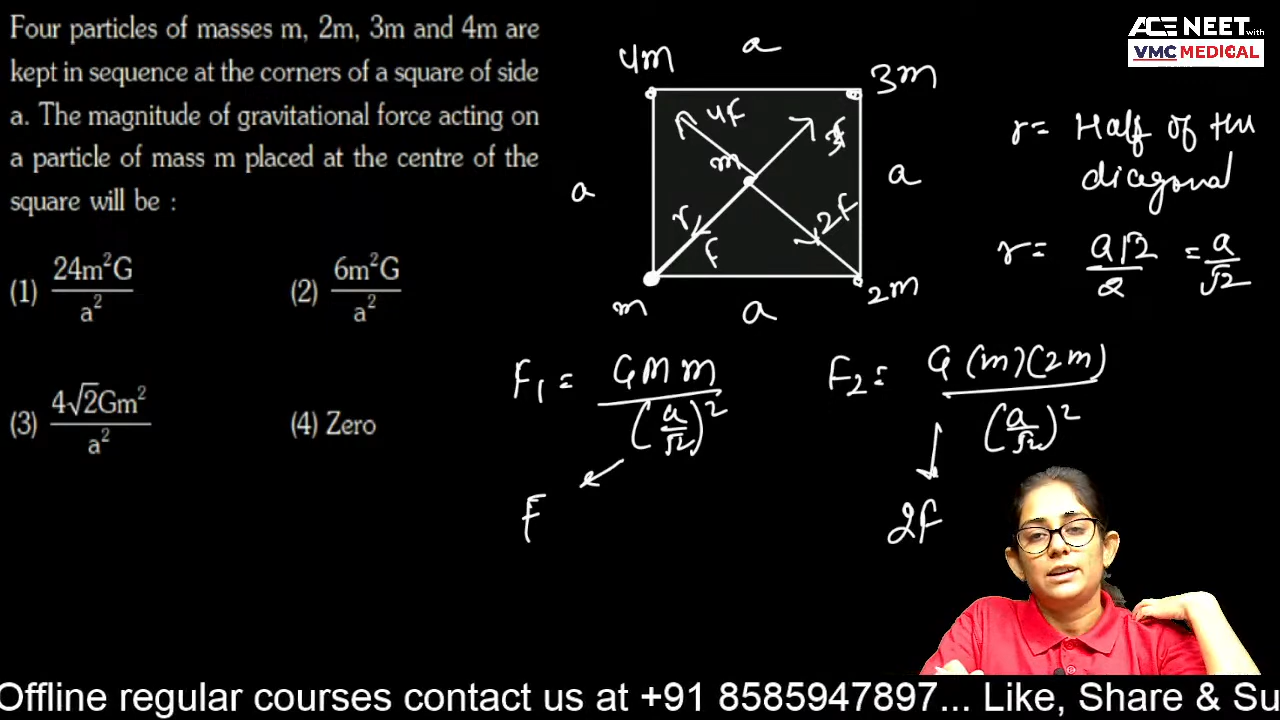 Four particles of masses m, 2m, 3m and 4m are
kept in sequence at the corners of a square of side
a. The magnitude of gravitational force acting on
a particle of mass m placed at the centre of the
square will be :
(1) 24m²G / a²
(2) 6m²G / a²
(3) 4√2Gm² / a²
(4) Zero
4m
a
3m
4F
m
a
a
r
F
2F
m
a
2m
r = Half of the
diagonal
r = a√2 / 2 = a / √2
F₁ = GMm / (a/√2)²
F
F₂ = G(m)(2m) / (a/√2)²
2F
ACE NEET with
VMC MEDICAL
Offline regular courses contact us at +91 8585947897... Like, Share & Su